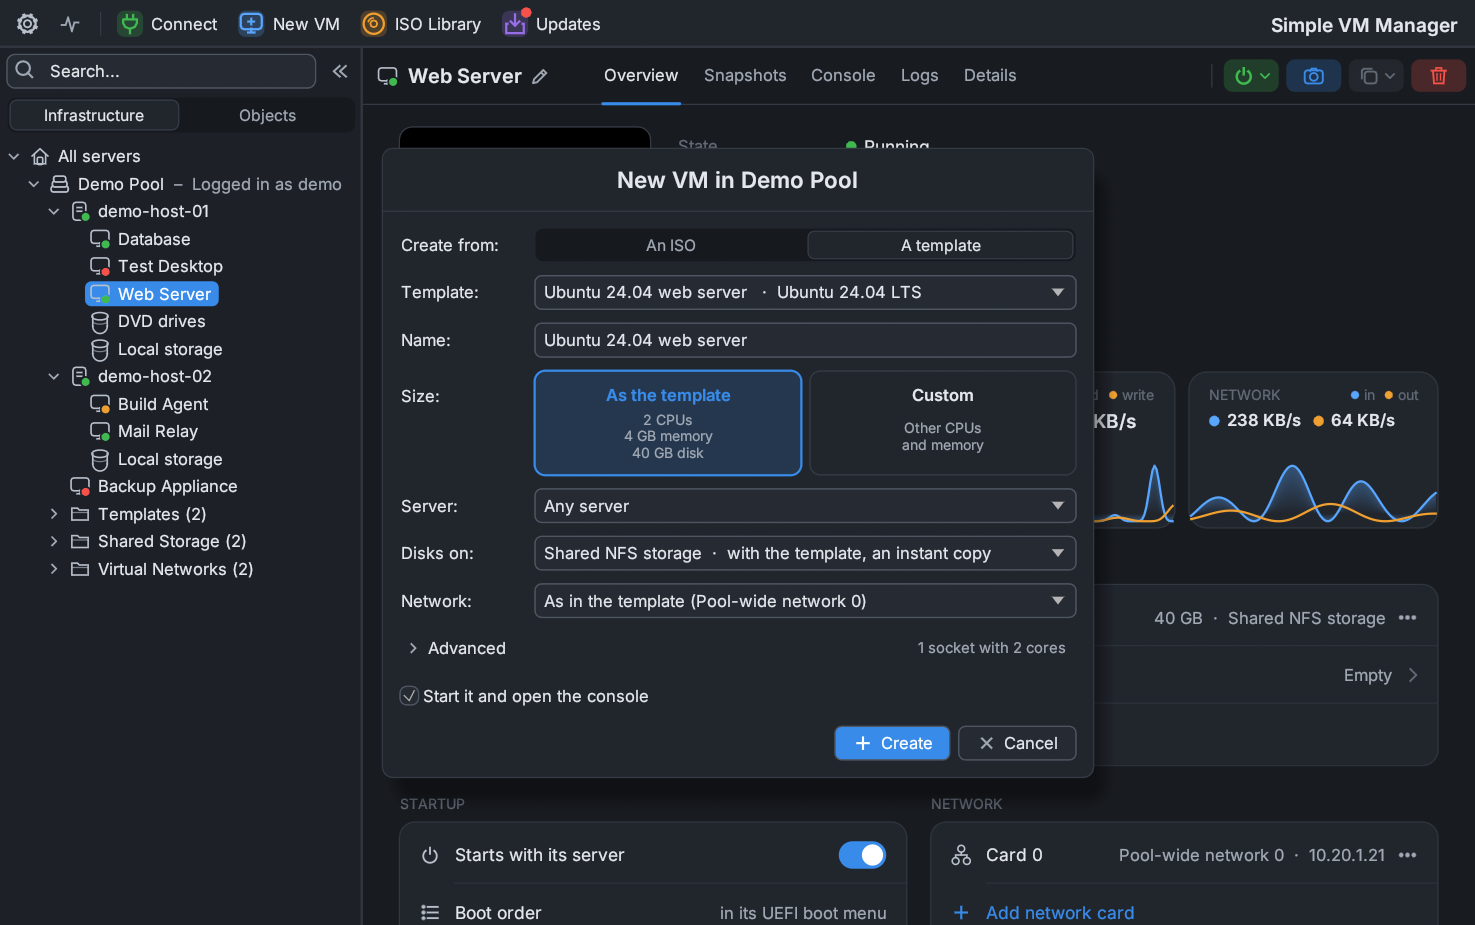 Connect
New VM
ISO Library
Updates
Simple VM Manager
Search...
Infrastructure
Objects
All servers
Demo Pool – Logged in as demo
demo-host-01
Database
Test Desktop
Web Server
DVD drives
Local storage
demo-host-02
Build Agent
Mail Relay
Local storage
Backup Appliance
Templates (2)
Shared Storage (2)
Virtual Networks (2)
Web Server
Overview
Snapshots
Console
Logs
Details
State
Running
New VM in Demo Pool
Create from:
An ISO
A template
Template:
Ubuntu 24.04 web server · Ubuntu 24.04 LTS
Name:
Ubuntu 24.04 web server
Size:
As the template
2 CPUs
4 GB memory
40 GB disk
Custom
Other CPUs
and memory
Server:
Any server
Disks on:
Shared NFS storage · with the template, an instant copy
Network:
As in the template (Pool-wide network 0)
Advanced
1 socket with 2 cores
Start it and open the console
Create
Cancel
write
KB/s
NETWORK
in
out
238 KB/s
64 KB/s
40 GB · Shared NFS storage
Empty
STARTUP
Starts with its server
Boot order
in its UEFI boot menu
NETWORK
Card 0
Pool-wide network 0 · 10.20.1.21
Add network card